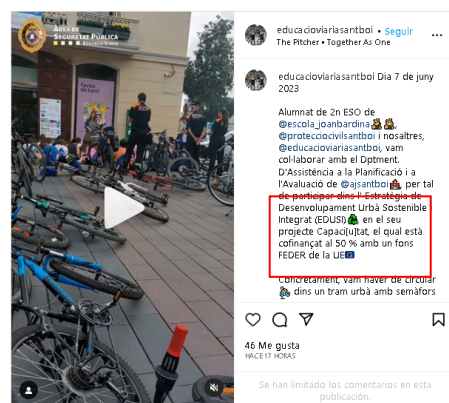 ÀREA DE
SEGURETAT PÚBLICA
EDUCACIÓ VIÀRIA
educacioviariasantboi • Seguir
The Pitcher • Together As One
educacioviariasantboi Dia 7 de juny
2023
Alumnat de 2n ESO de
@escola_joanbardina,
@protecciocivilsantboi i nosaltres,
@educacioviariasantboi, vam
col·laborar amb el Dptment.
D'Assistència a la Planificació i a
l'Avaluació de @ajsantboi, per tal
de participar dins l' Estratègia de
Desenvolupament Urbà Sostenible
Integrat (EDUSI) en el seu
projecte Capaci[u]tat, el qual està
cofinançat al 50 % amb un fons
FEDER de la UE
Concretament, vam haver de circular
dins un tram urbà amb semàfors
46 Me gusta
HACE 17 HORAS
Se han limitado los comentarios en esta
publicación.